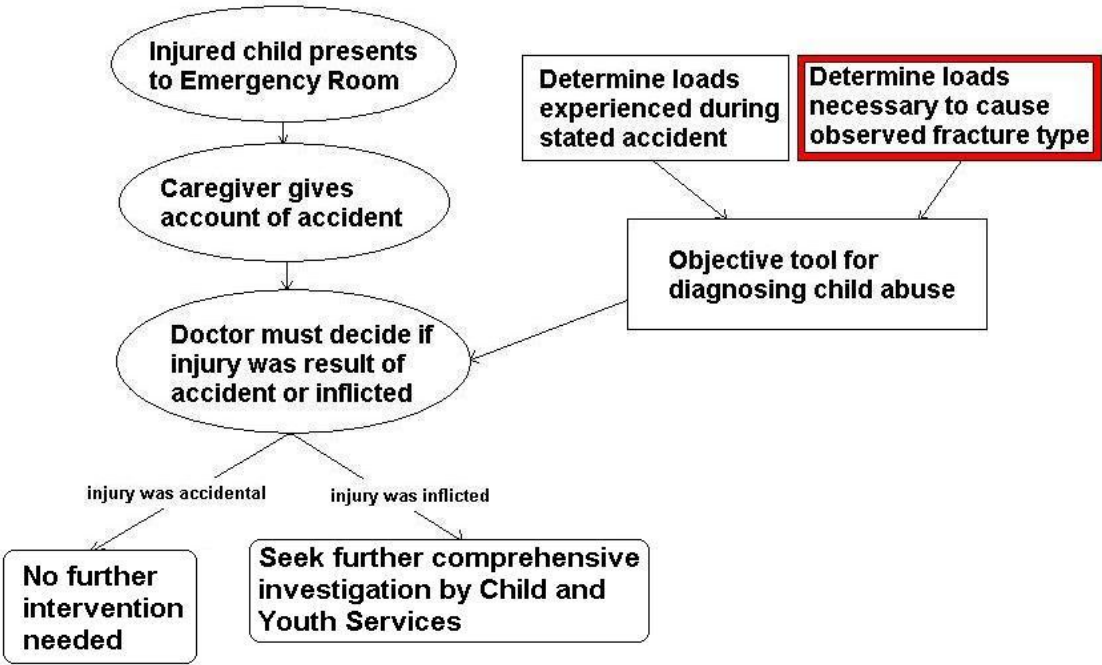 Injured child presents
to Emergency Room
Caregiver gives
account of accident
Doctor must decide if
injury was result of
accident or inflicted
injury was accidental
injury was inflicted
No further
intervention
needed
Seek further comprehensive
investigation by Child and
Youth Services
Determine loads
experienced during
stated accident
Determine loads
necessary to cause
observed fracture type
Objective tool for
diagnosing child abuse